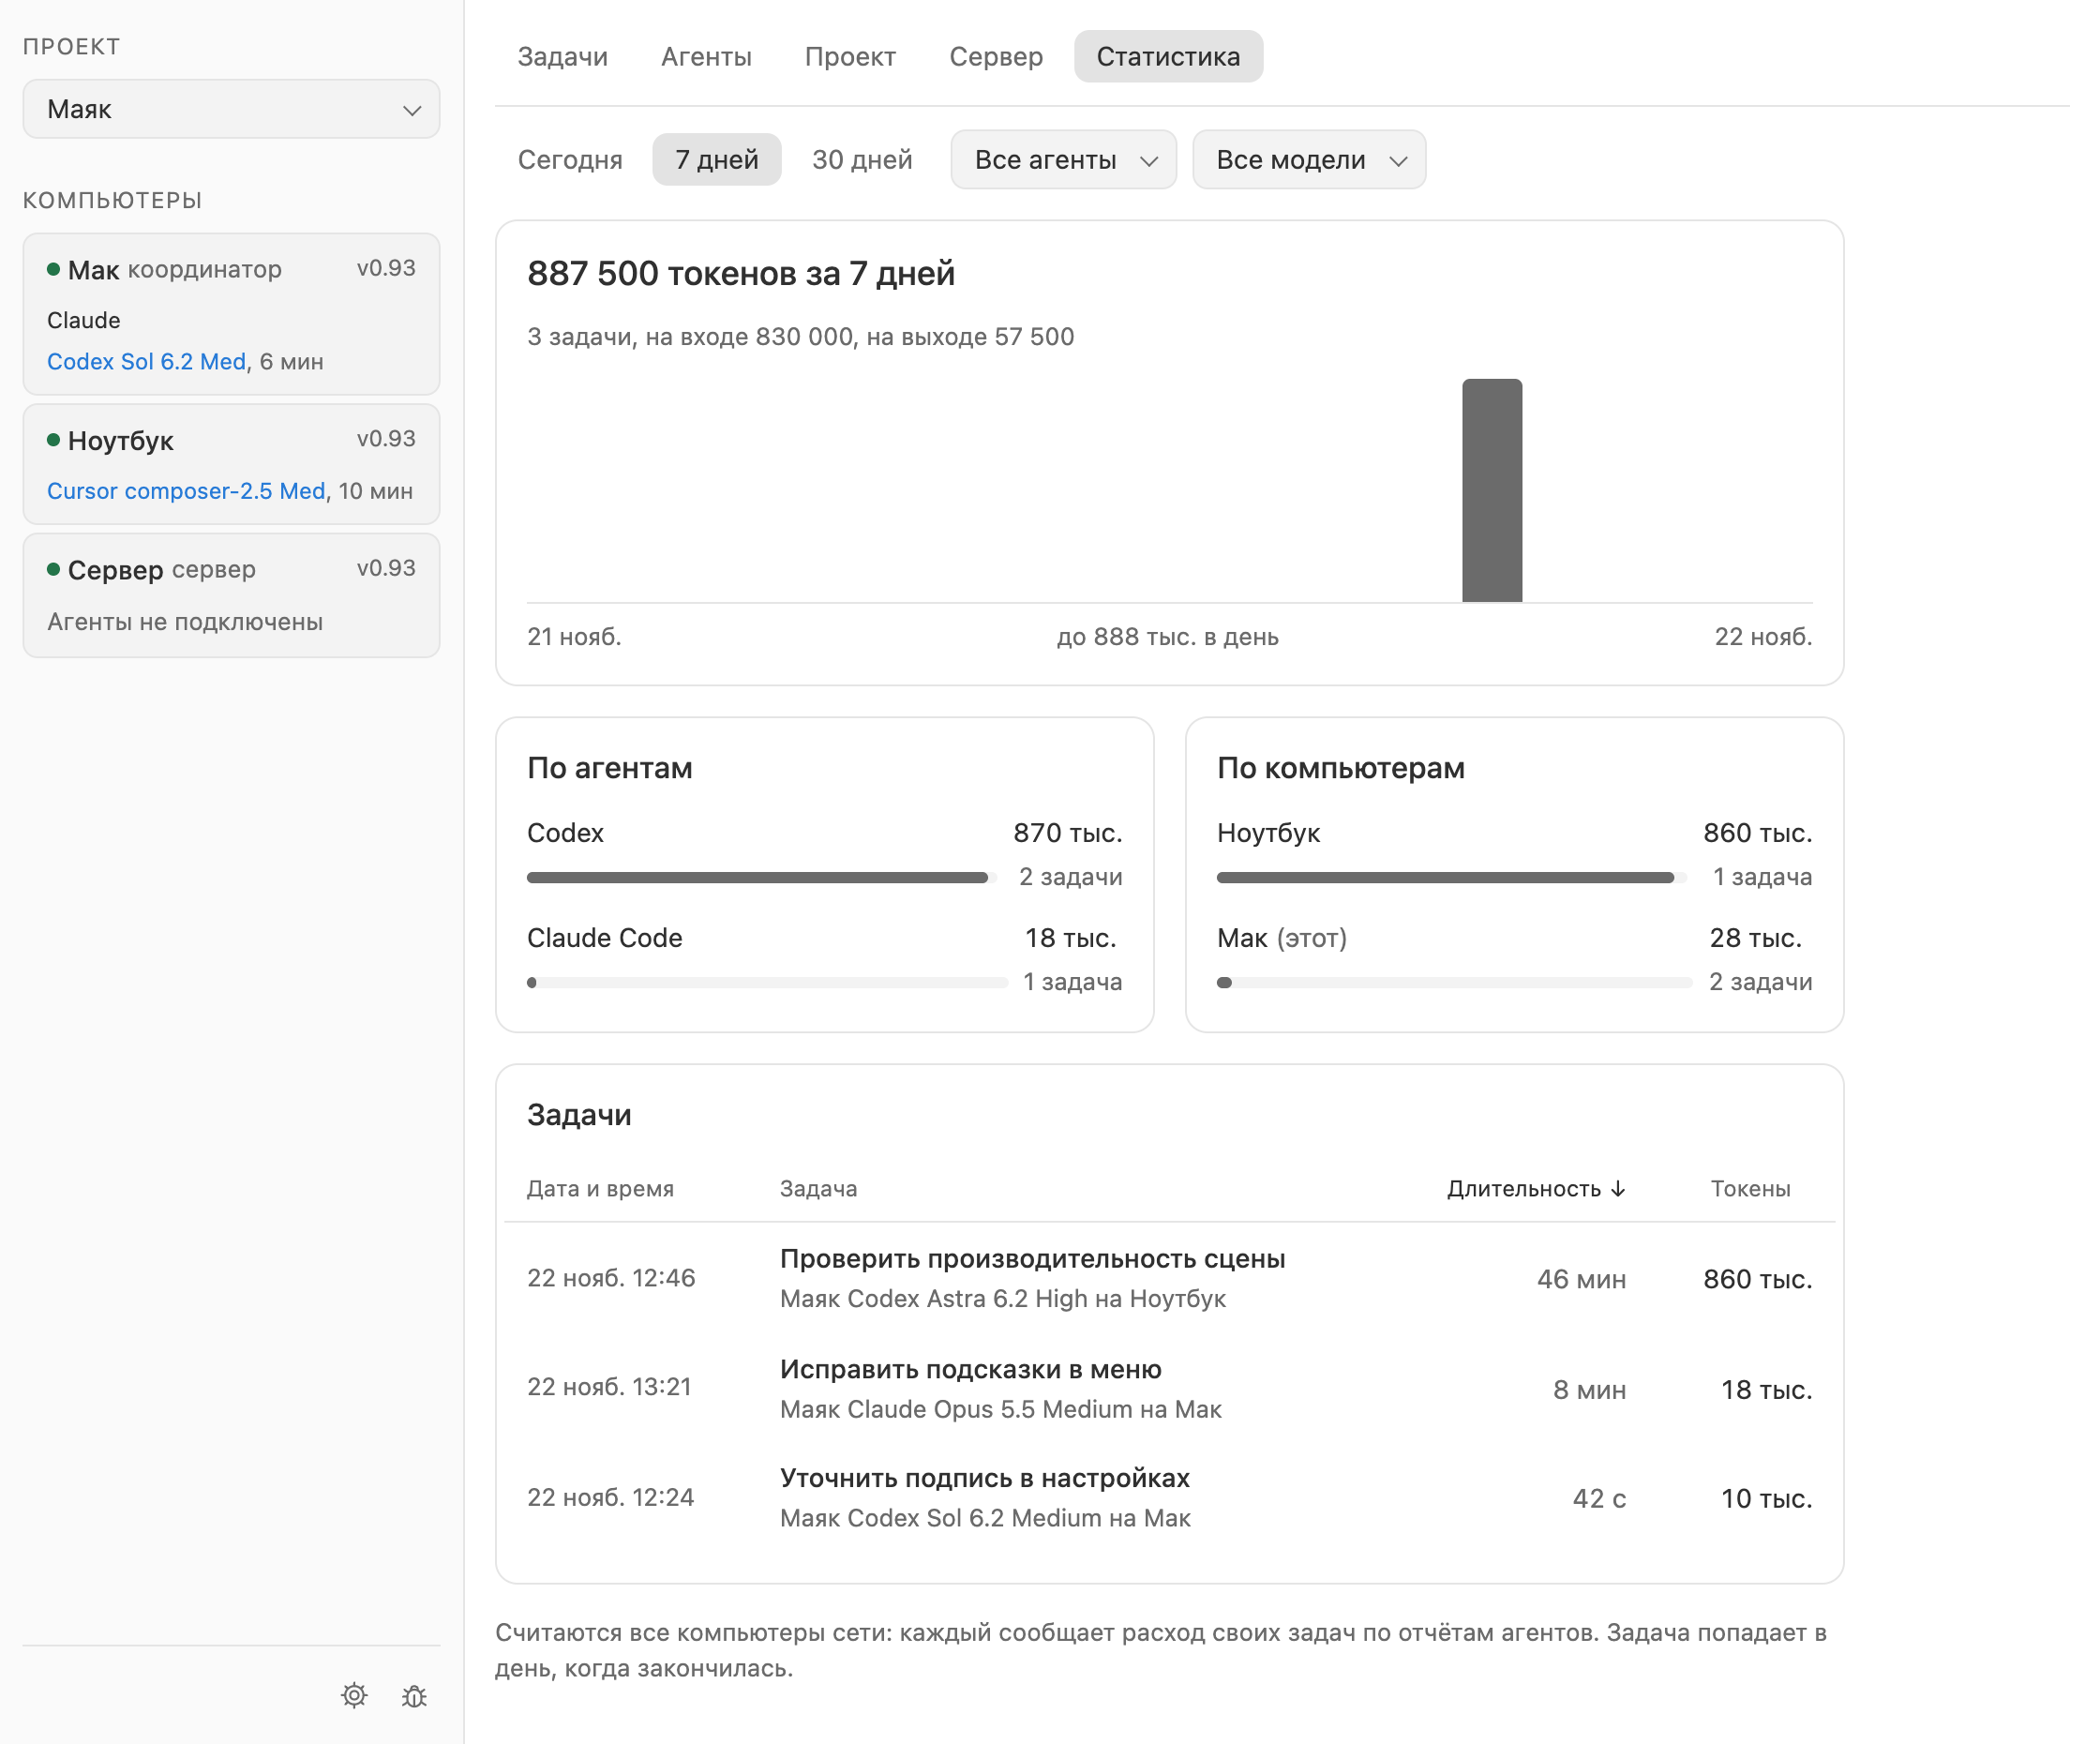 ПРОЕКТ
Маяк
КОМПЬЮТЕРЫ
Мак координатор v0.93
Claude
Codex Sol 6.2 Med, 6 мин
Ноутбук v0.93
Cursor composer-2.5 Med, 10 мин
Сервер сервер v0.93
Агенты не подключены
Задачи Агенты Проект Сервер Статистика
Сегодня 7 дней 30 дней Все агенты Все модели
887 500 токенов за 7 дней
3 задачи, на входе 830 000, на выходе 57 500
21 нояб. до 888 тыс. в день 22 нояб.
По агентам
Codex 870 тыс.
2 задачи
Claude Code 18 тыс.
1 задача
По компьютерам
Ноутбук 860 тыс.
1 задача
Мак (этот) 28 тыс.
2 задачи
Задачи
Дата и время Задача Длительность ↓ Токены
22 нояб. 12:46 Проверить производительность сцены 46 мин 860 тыс.
Маяк Codex Astra 6.2 High на Ноутбук
22 нояб. 13:21 Исправить подсказки в меню 8 мин 18 тыс.
Маяк Claude Opus 5.5 Medium на Мак
22 нояб. 12:24 Уточнить подпись в настройках 42 с 10 тыс.
Маяк Codex Sol 6.2 Medium на Мак
Считаются все компьютеры сети: каждый сообщает расход своих задач по отчётам агентов. Задача попадает в
день, когда закончилась.